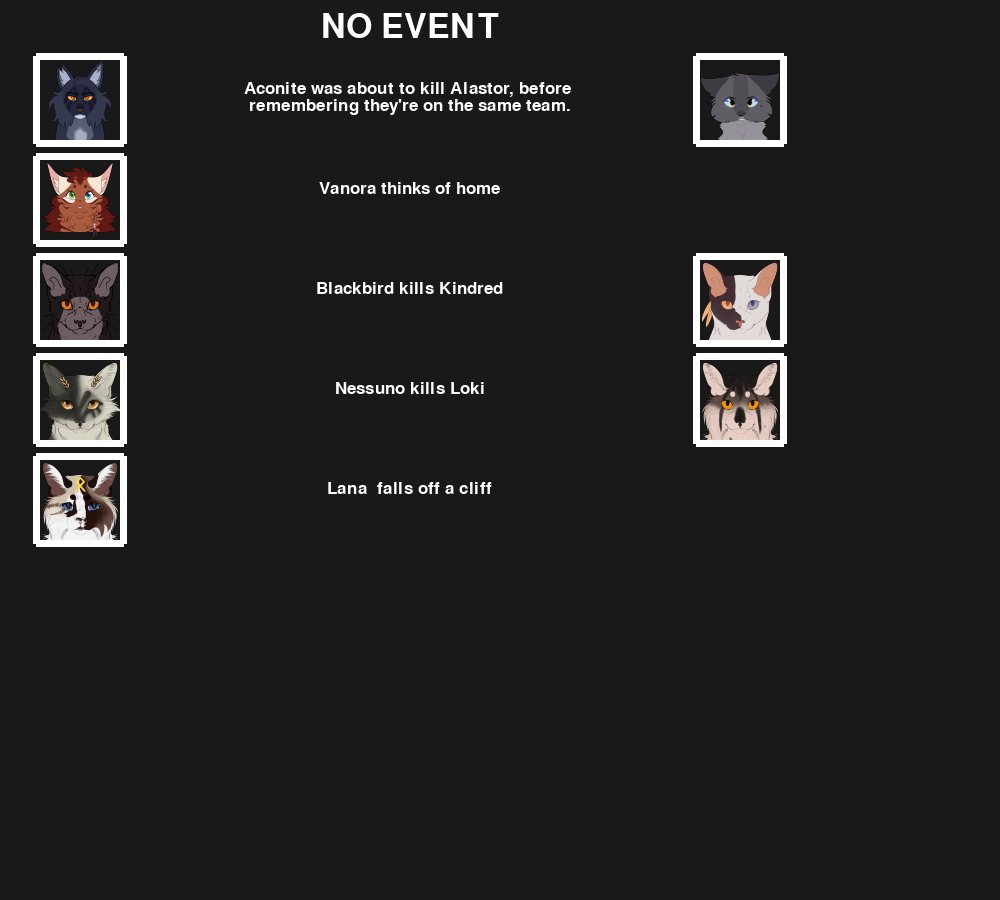 NO EVENT
Aconite was about to kill Alastor, before
remembering they're on the same team.
Vanora thinks of home
Blackbird kills Kindred
Nessuno kills Loki
Lana  falls off a cliff